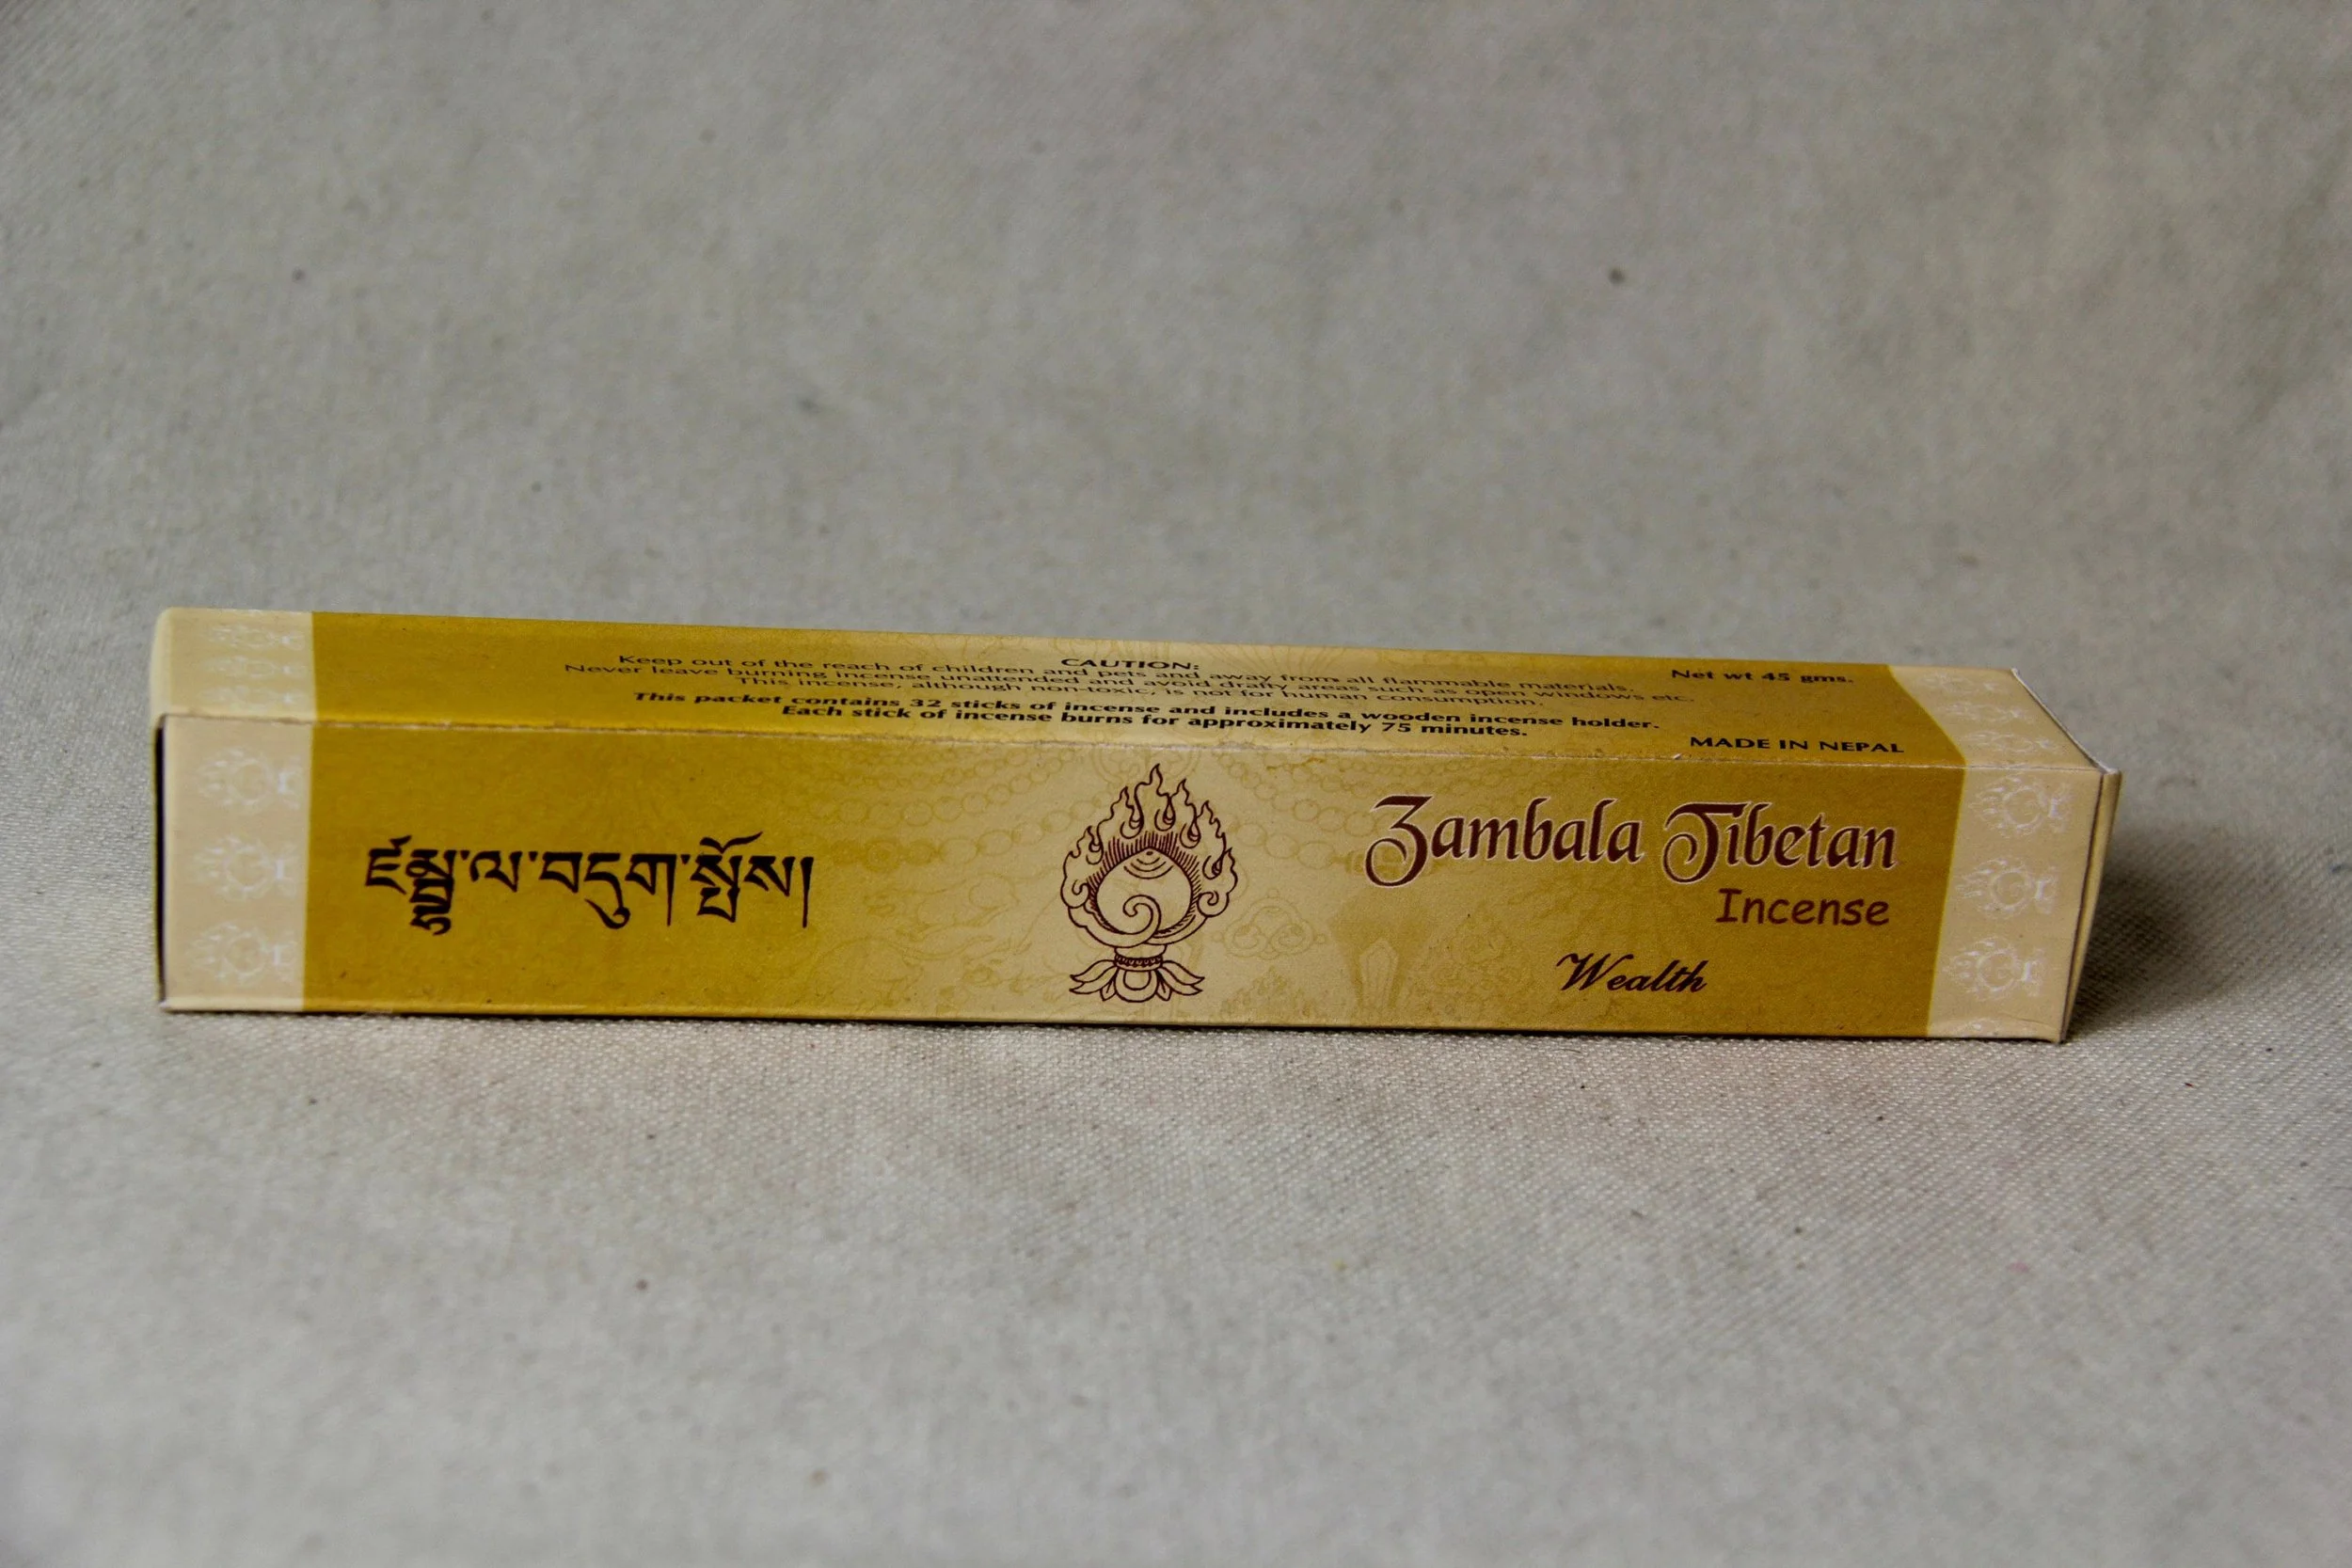 CAUTION:
Keep out of the reach of children and pets and away from all flammable materials.
Never leave burning incense unattended and avoid drafty areas such as open windows etc.
This incense, although non-toxic, is not for human consumption.
This packet contains 32 sticks of incense and includes a wooden incense holder.
Each stick of incense burns for approximately 75 minutes.
Net wt 45 gms.
MADE IN NEPAL
ཛམྦྷ་ལ་བདུག་སྤོས།
Zambala Tibetan
Incense
Wealth